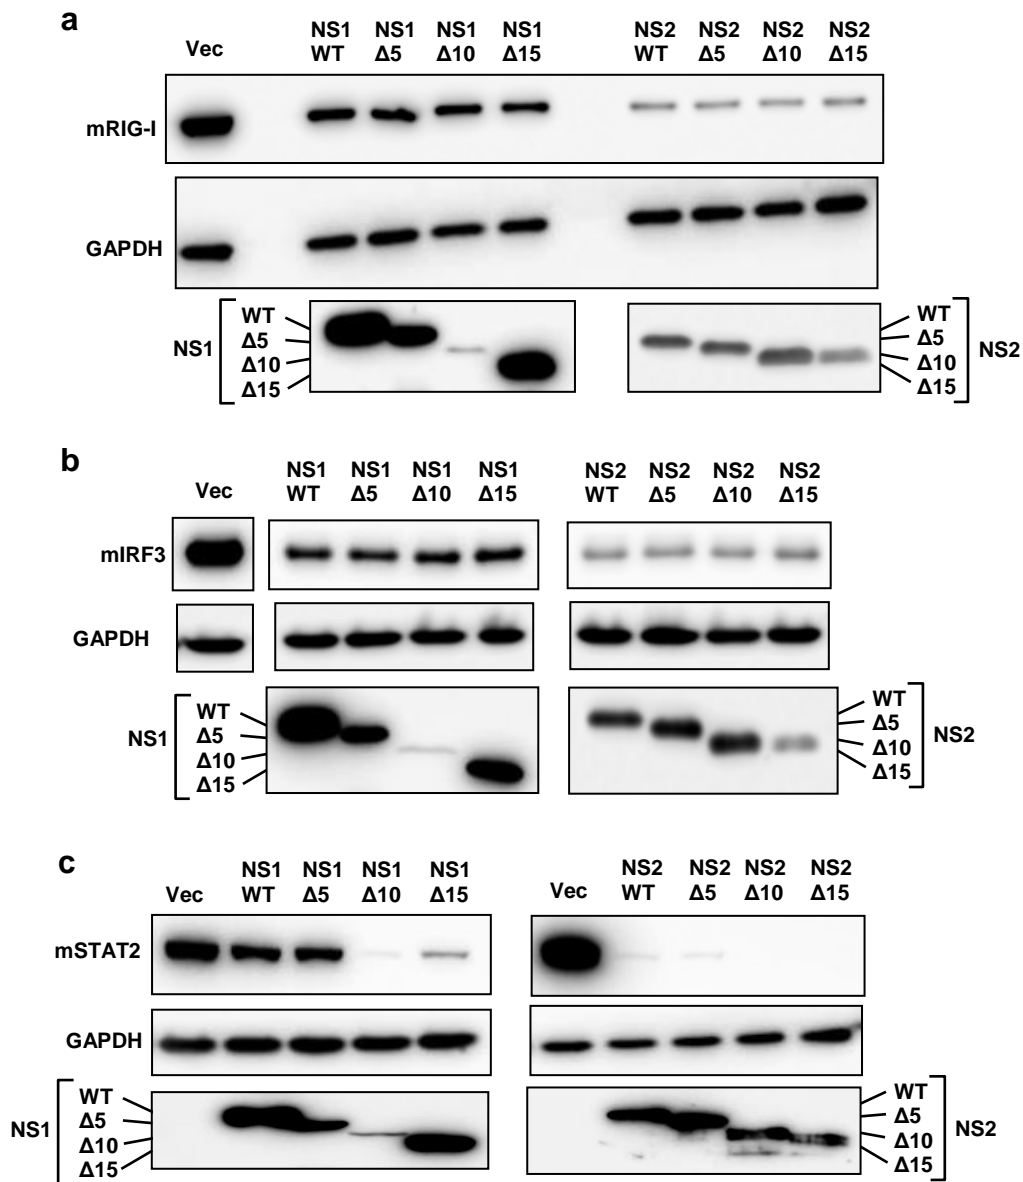 a
Vec
NS1 NS1 NS1 NS1 NS2 NS2 NS2 NS2
WT Δ5 Δ10 Δ15 WT Δ5 Δ10 Δ15
mRIG-I
GAPDH
NS1
WT
Δ5
Δ10
Δ15
WT
Δ5
Δ10
Δ15
NS2
b
Vec
NS1 NS1 NS1 NS1 NS2 NS2 NS2 NS2
WT Δ5 Δ10 Δ15 WT Δ5 Δ10 Δ15
mIRF3
GAPDH
NS1
WT
Δ5
Δ10
Δ15
WT
Δ5
Δ10
Δ15
NS2
c
NS1 NS1 NS1 NS1 NS2 NS2 NS2 NS2
Vec WT Δ5 Δ10 Δ15 Vec WT Δ5 Δ10 Δ15
mSTAT2
GAPDH
NS1
WT
Δ5
Δ10
Δ15
WT
Δ5
Δ10
Δ15
NS2